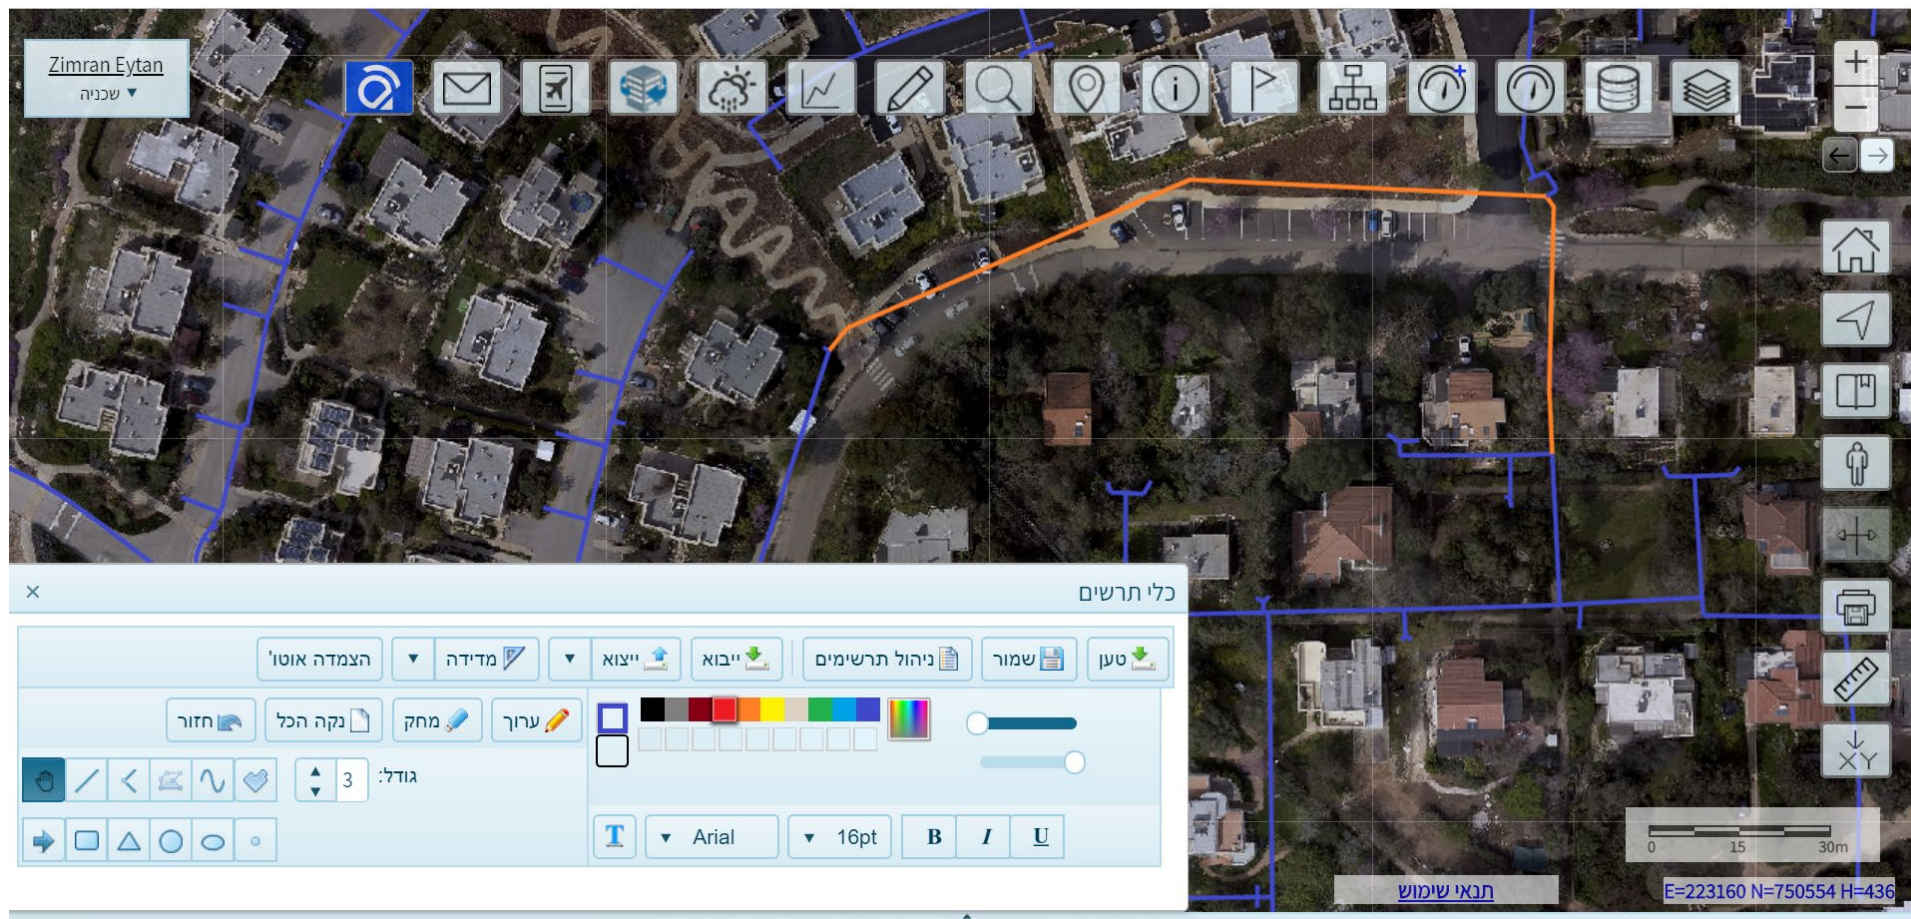 Zimran Eytan
שכניה
+
−
כלי תרשים
טען
שמור
ניהול תרשימים
ייבוא
ייצוא
מדידה
הצמדה אוטו'
ערוך
מחק
נקה הכל
חזור
גודל:
3
T
Arial
16pt
B
I
U
XY
0 15 30m
תנאי שימוש
E=223160 N=750554 H=436